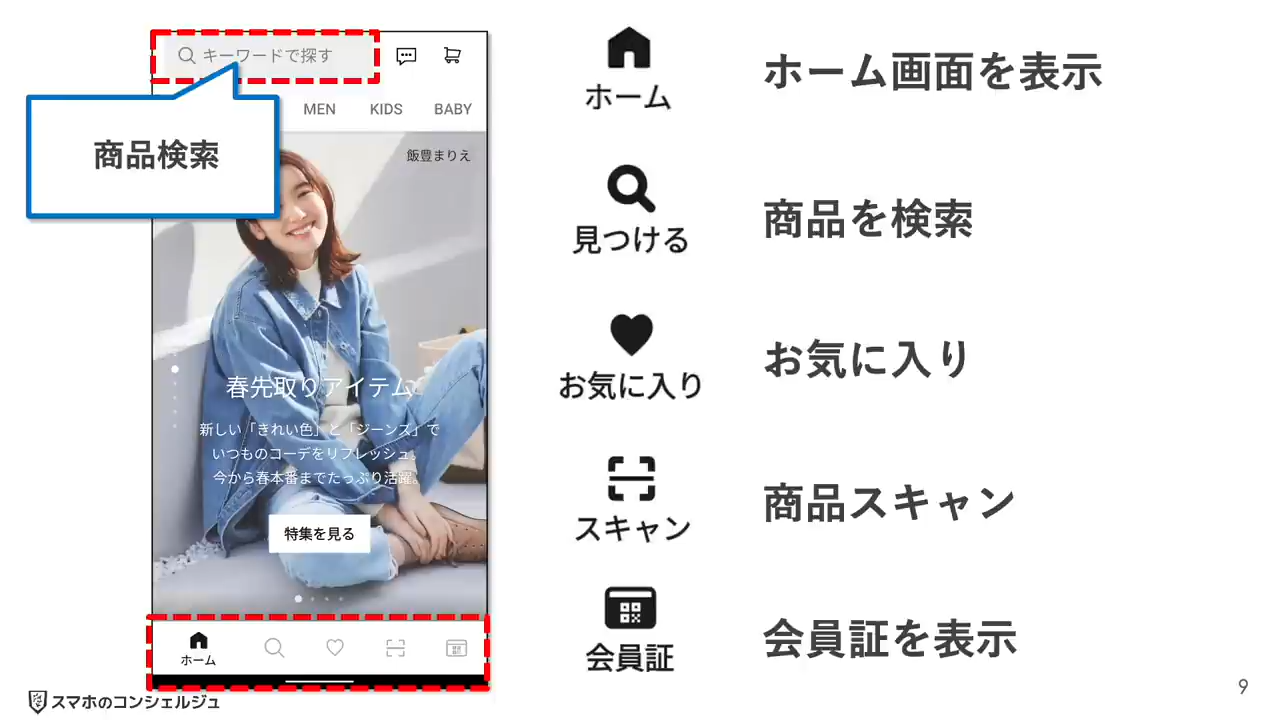 キーワードで探す
MEN KIDS BABY
商品検索
飯豊まりえ
春先取りアイテム
新しい「きれい色」と「ジーンズ」で
いつものコーデをリフレッシュ。
今から春本番までたっぷり活躍。
特集を見る
ホーム
ホーム
ホーム画面を表示
見つける
商品を検索
お気に入り
お気に入り
スキャン
商品スキャン
会員証
会員証を表示
スマホのコンシェルジュ
9